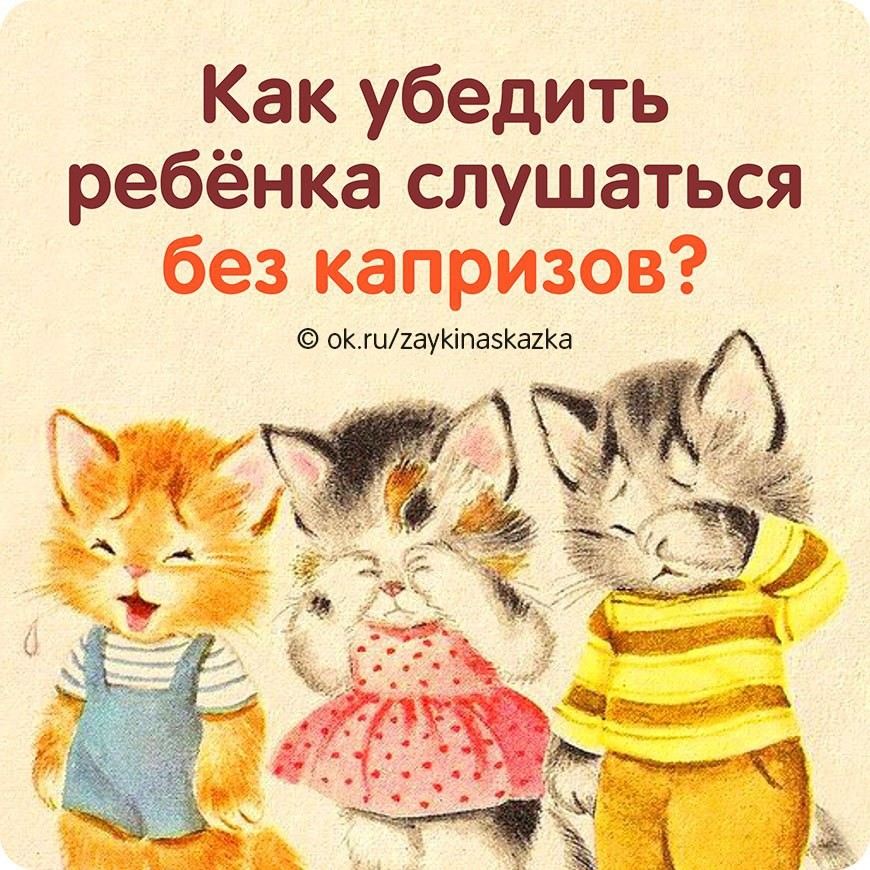 Как убедить
ребёнка слушаться
без капризов?
© ok.ru/zaykinaskazka